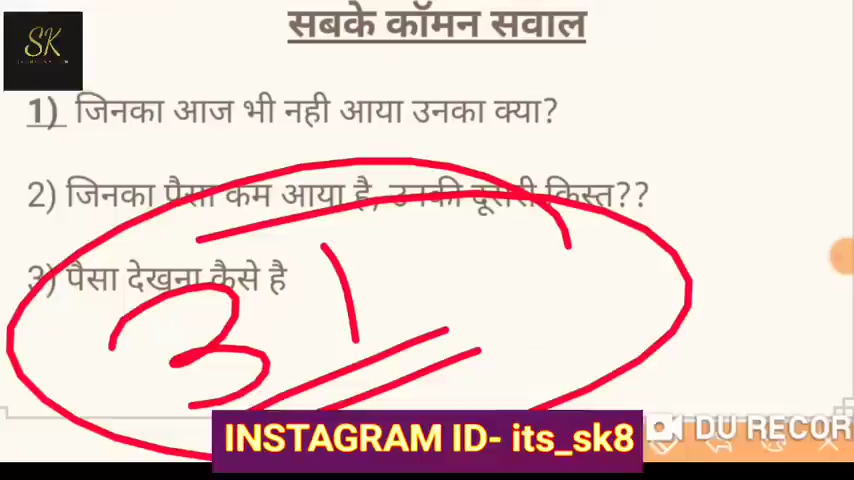 सबके कॉमन सवाल
SK
1) जिनका आज भी नही आया उनका क्या?
2) जिनका पैसा कम आया है, उनकी दूसरी किस्त??
3) पैसा देखना कैसे है
31
INSTAGRAM ID- its_sk8
DU RECOR